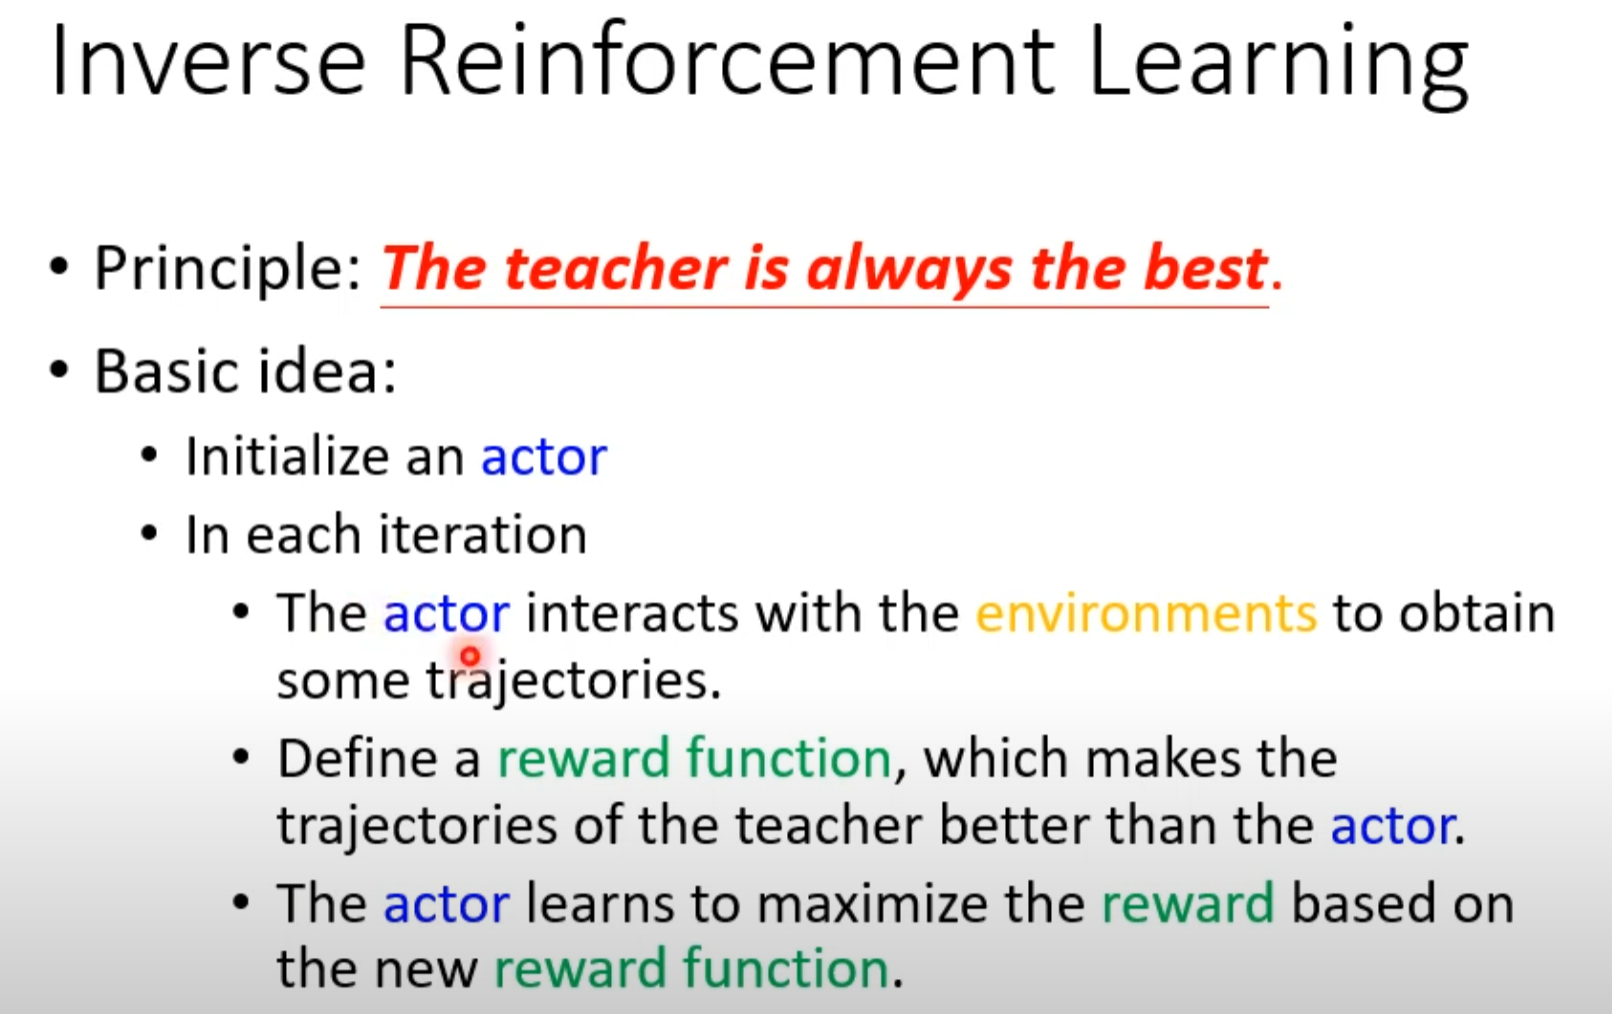 Inverse Reinforcement Learning
• Principle: The teacher is always the best.
• Basic idea:
• Initialize an actor
• In each iteration
• The actor interacts with the environments to obtain
some trajectories.
• Define a reward function, which makes the
trajectories of the teacher better than the actor.
• The actor learns to maximize the reward based on
the new reward function.